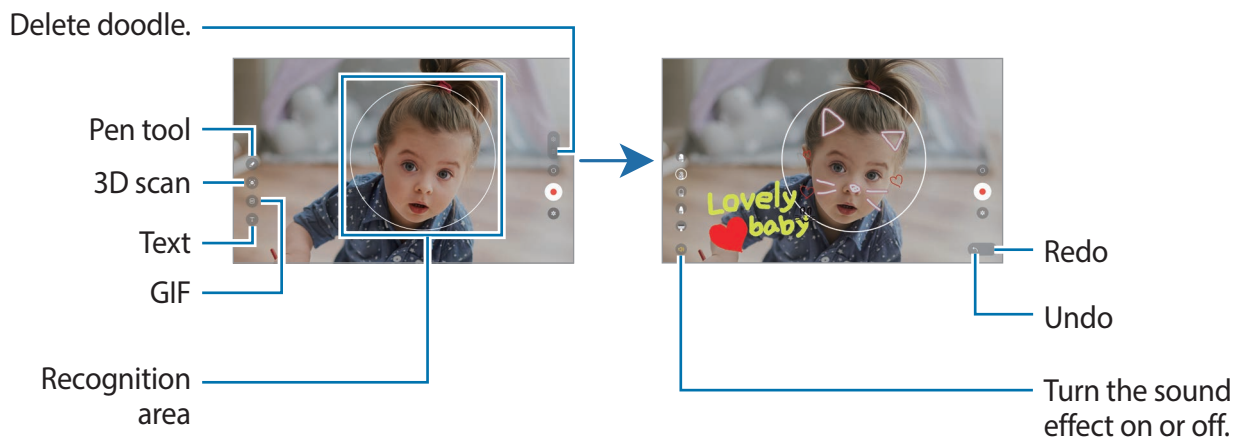 Delete doodle.
Pen tool
3D scan
Text
GIF
Recognition
area
Lovely
baby
Redo
Undo
Turn the sound
effect on or off.